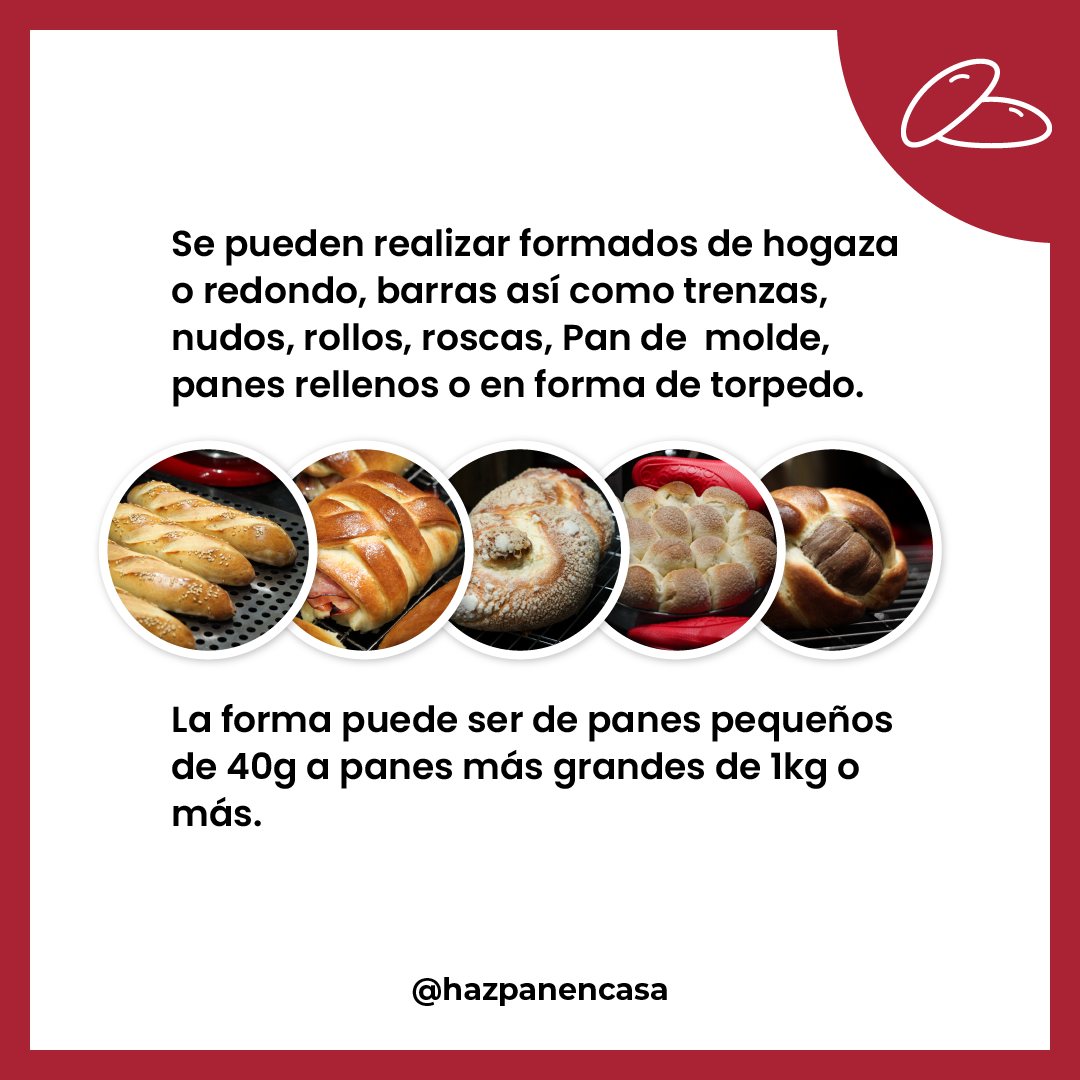 Se pueden realizar formados de hogaza
o redondo, barras así como trenzas,
nudos, rollos, roscas, Pan de  molde,
panes rellenos o en forma de torpedo.
La forma puede ser de panes pequeños
de 40g a panes más grandes de 1kg o
más.
@hazpanencasa